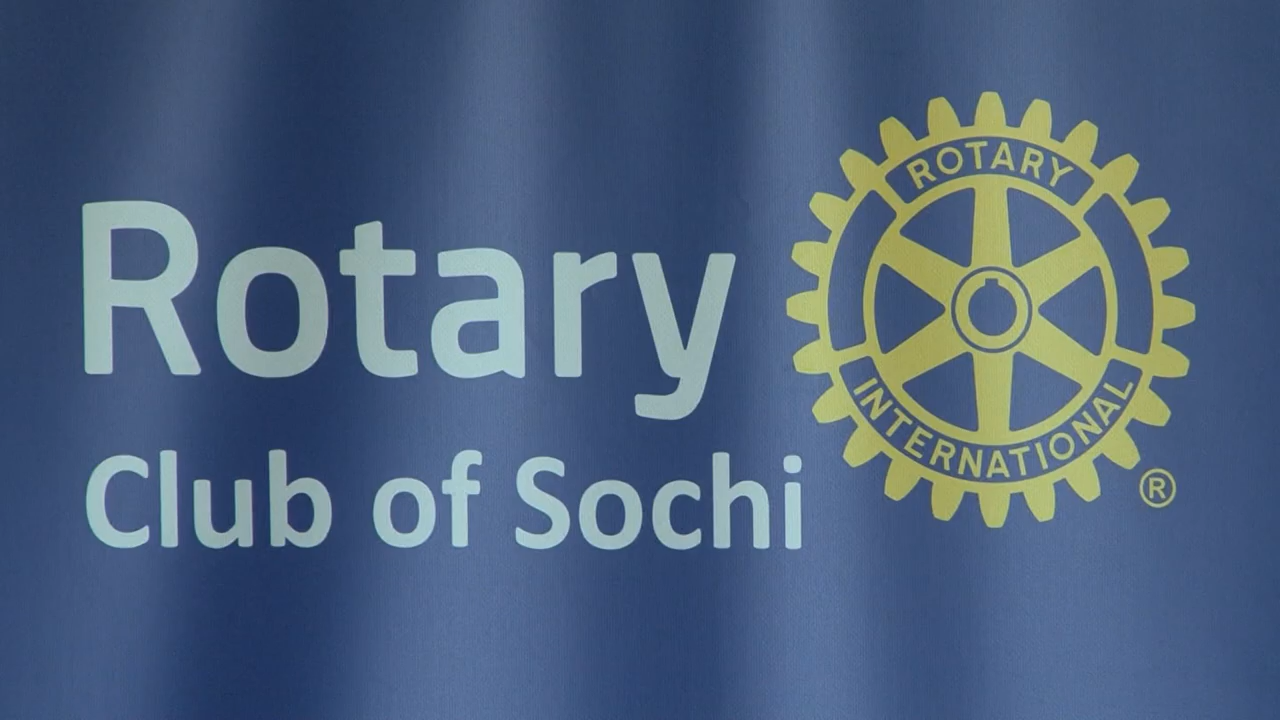 Rotary
Club of Sochi
ROTARY
INTERNATIONAL
®